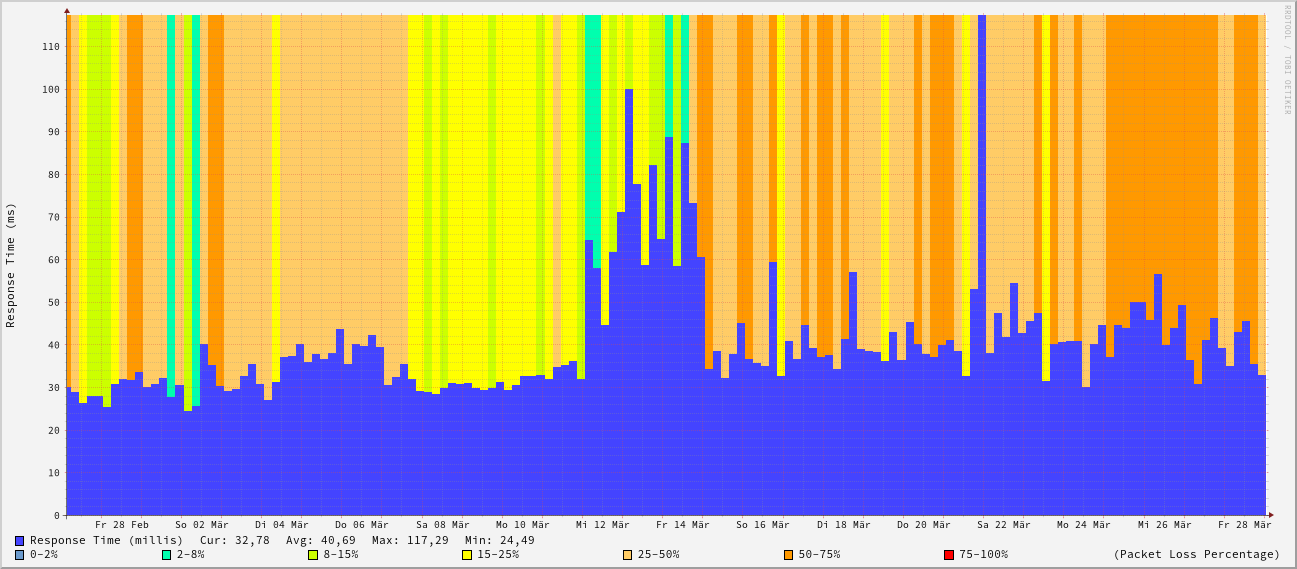 RRDTOOL / TOBI OETIKER
Response Time (ms)
110
100
90
80
70
60
50
40
30
20
10
0
Fr 28 Feb So 02 Mär Di 04 Mär Do 06 Mär Sa 08 Mär Mo 10 Mär Mi 12 Mär Fr 14 Mär So 16 Mär Di 18 Mär Do 20 Mär Sa 22 Mär Mo 24 Mär Mi 26 Mär Fr 28 Mär
Response Time (millis) Cur: 32,78 Avg: 40,69 Max: 117,29 Min: 24,49
0-2% 2-8% 8-15% 15-25% 25-50% 50-75% 75-100% (Packet Loss Percentage)